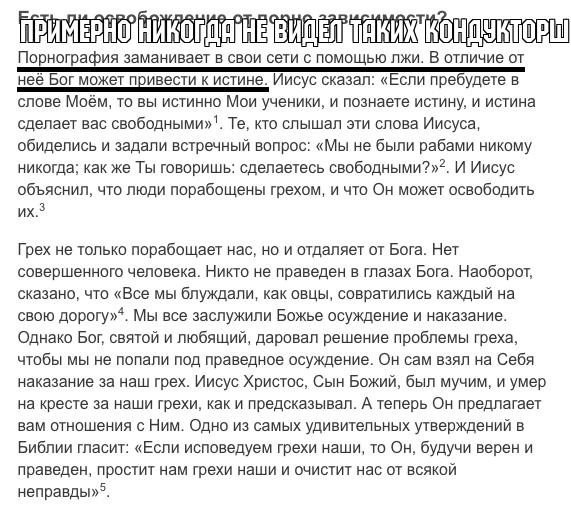 Есть ли освобождение от порно-зависимости?
ПРИМЕРНО НИКОГДА НЕ ВИДЕЛ ТАКИХ КОНДУКТОРЫ
Порнография заманивает в свои сети с помощью лжи. В отличие от
неё Бог может привести к истине. Иисус сказал: «Если пребудете в
слове Моём, то вы истинно Мои ученики, и познаете истину, и истина
сделает вас свободными»1. Те, кто слышал эти слова Иисуса,
обиделись и задали встречный вопрос: «Мы не были рабами никому
никогда; как же Ты говоришь: сделаетесь свободными?»2. И Иисус
объяснил, что люди порабощены грехом, и что Он может освободить
их.3
Грех не только порабощает нас, но и отдаляет от Бога. Нет
совершенного человека. Никто не праведен в глазах Бога. Наоборот,
сказано, что «Все мы блуждали, как овцы, совратились каждый на
свою дорогу»4. Мы все заслужили Божье осуждение и наказание.
Однако Бог, святой и любящий, даровал решение проблемы греха,
чтобы мы не попали под праведное осуждение. Он сам взял на Себя
наказание за наш грех. Иисус Христос, Сын Божий, был мучим, и умер
на кресте за наши грехи, как и предсказывал. А теперь Он предлагает
вам отношения с Ним. Одно из самых удивительных утверждений в
Библии гласит: «Если исповедуем грехи наши, то Он, будучи верен и
праведен, простит нам грехи наши и очистит нас от всякой
неправды»5.